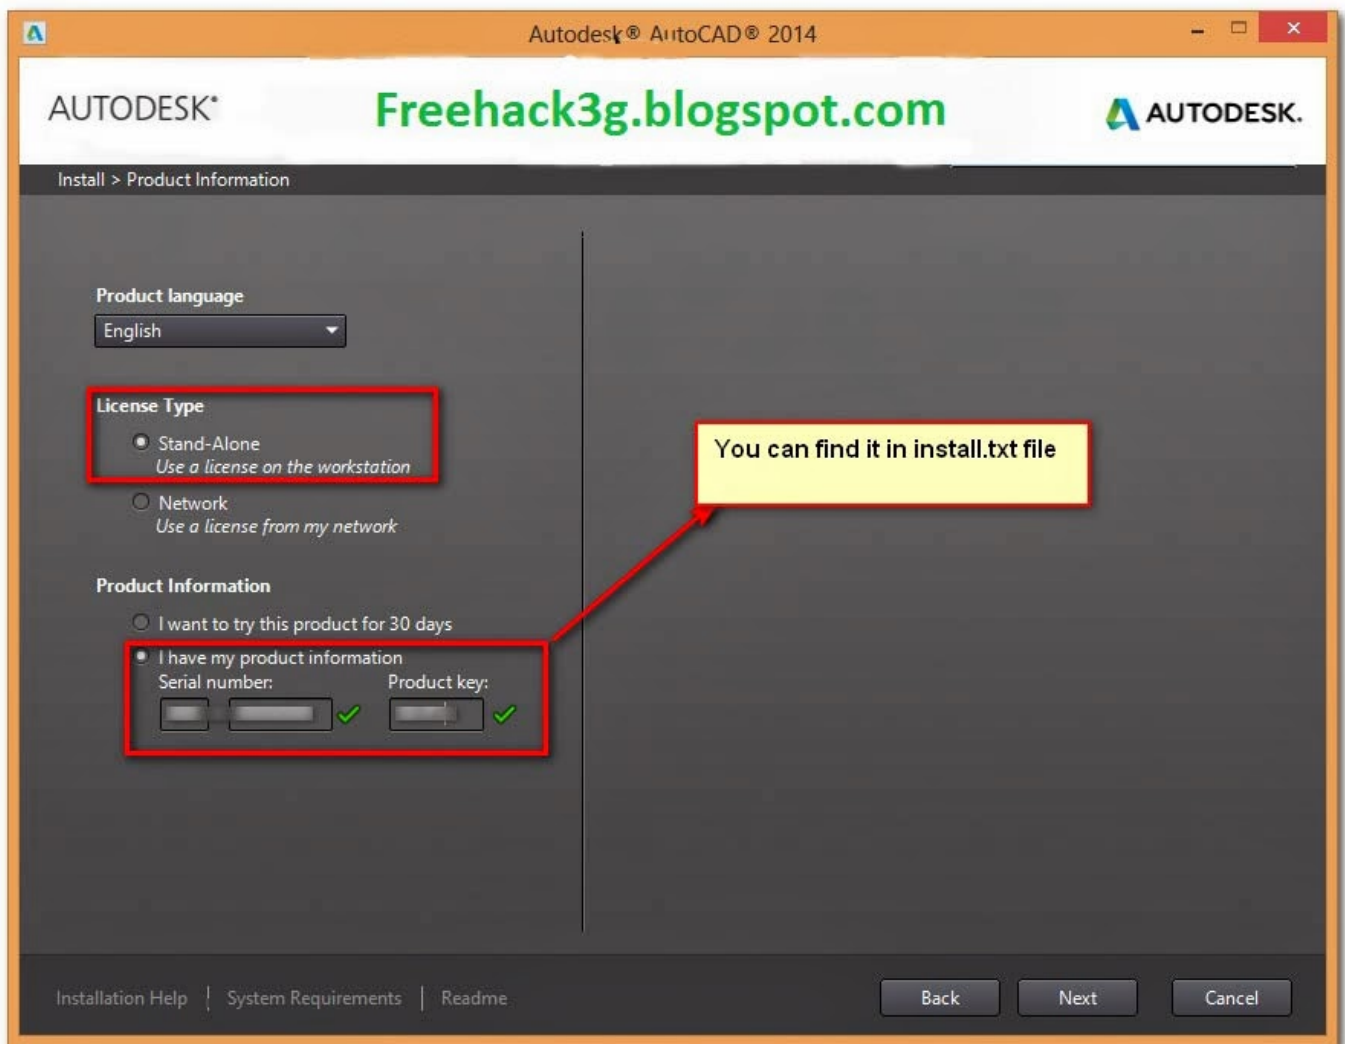 Autodesk® AutoCAD® 2014
AUTODESK®
Freehack3g.blogspot.com
AUTODESK.
Install > Product Information
Product language
English
License Type
Stand-Alone
Use a license on the workstation
Network
Use a license from my network
You can find it in install.txt file
Product Information
I want to try this product for 30 days
I have my product information
Serial number:
Product key:
Installation Help | System Requirements | Readme
Back
Next
Cancel